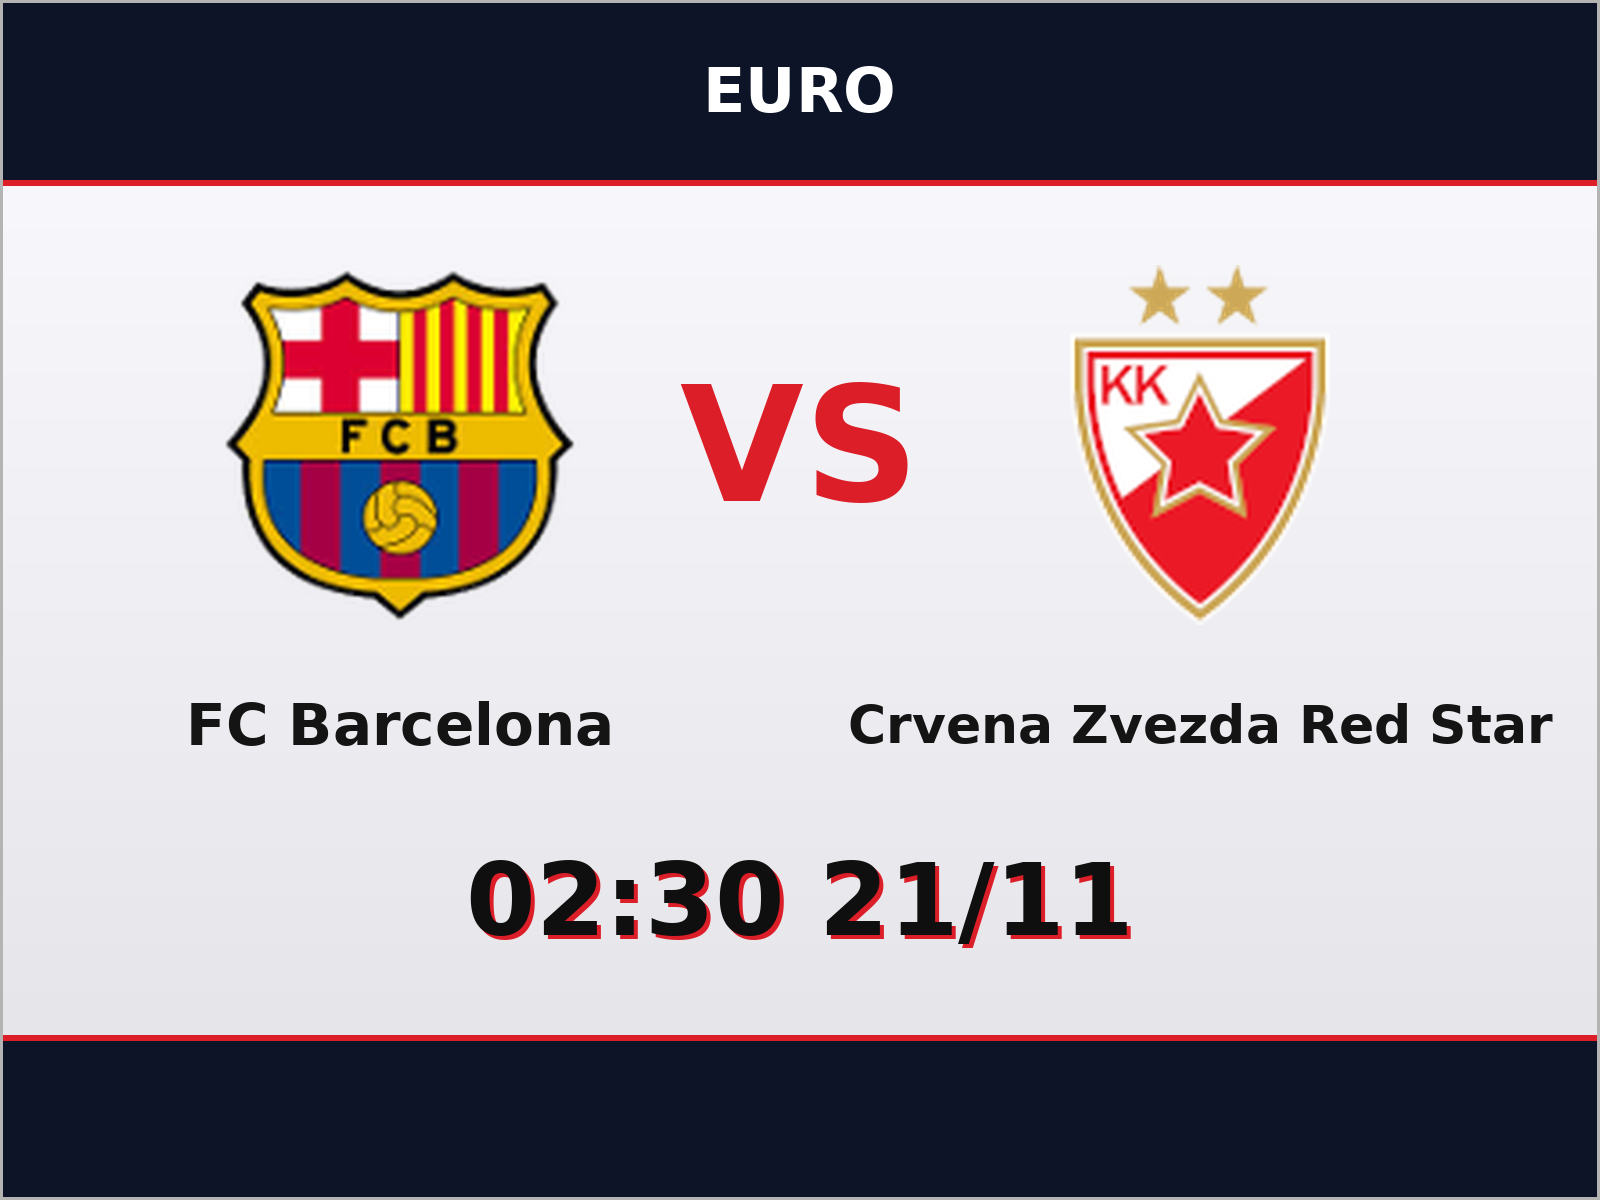 EURO
FCB
VS
KK
FC Barcelona
Crvena Zvezda Red Star
02:30 21/11